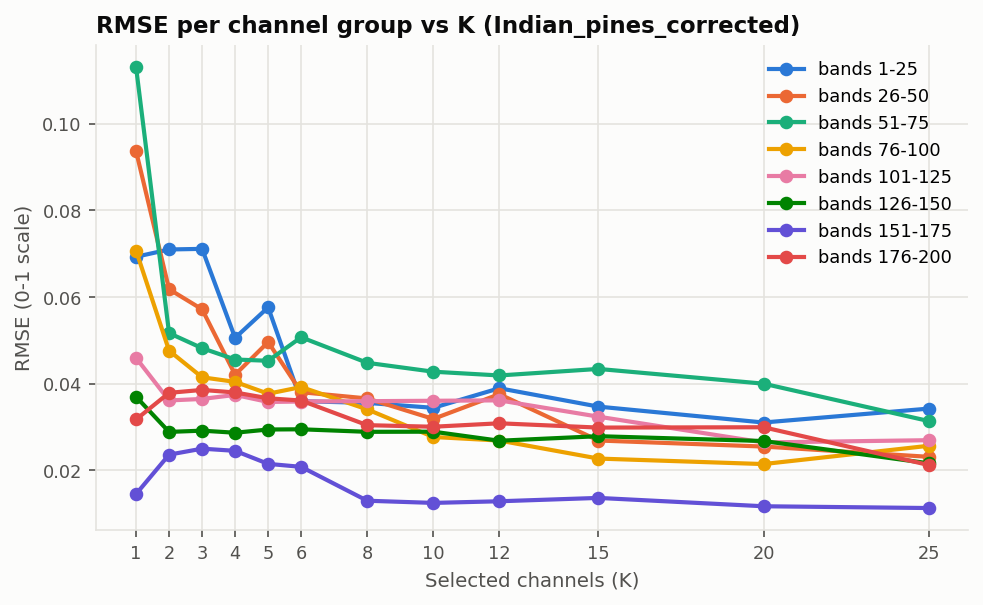 RMSE per channel group vs K (Indian_pines_corrected)
bands 1-25
bands 26-50
bands 51-75
bands 76-100
bands 101-125
bands 126-150
bands 151-175
bands 176-200
RMSE (0-1 scale)
0.10
0.08
0.06
0.04
0.02
1 2 3 4 5 6 8 10 12 15 20 25
Selected channels (K)